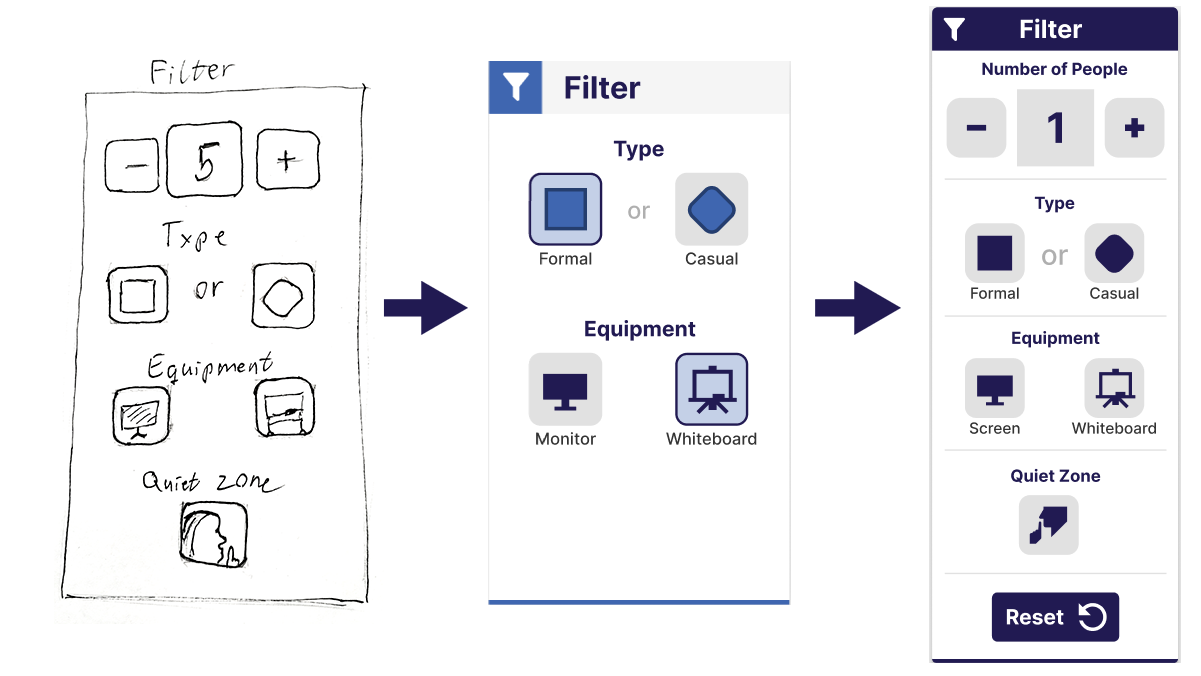 Filter
- 5 +
Type
or
Equipment
Quiet zone
Filter
Type
or
Formal Casual
Equipment
Monitor Whiteboard
Filter
Number of People
- 1 +
Type
or
Formal Casual
Equipment
Screen Whiteboard
Quiet Zone
Reset